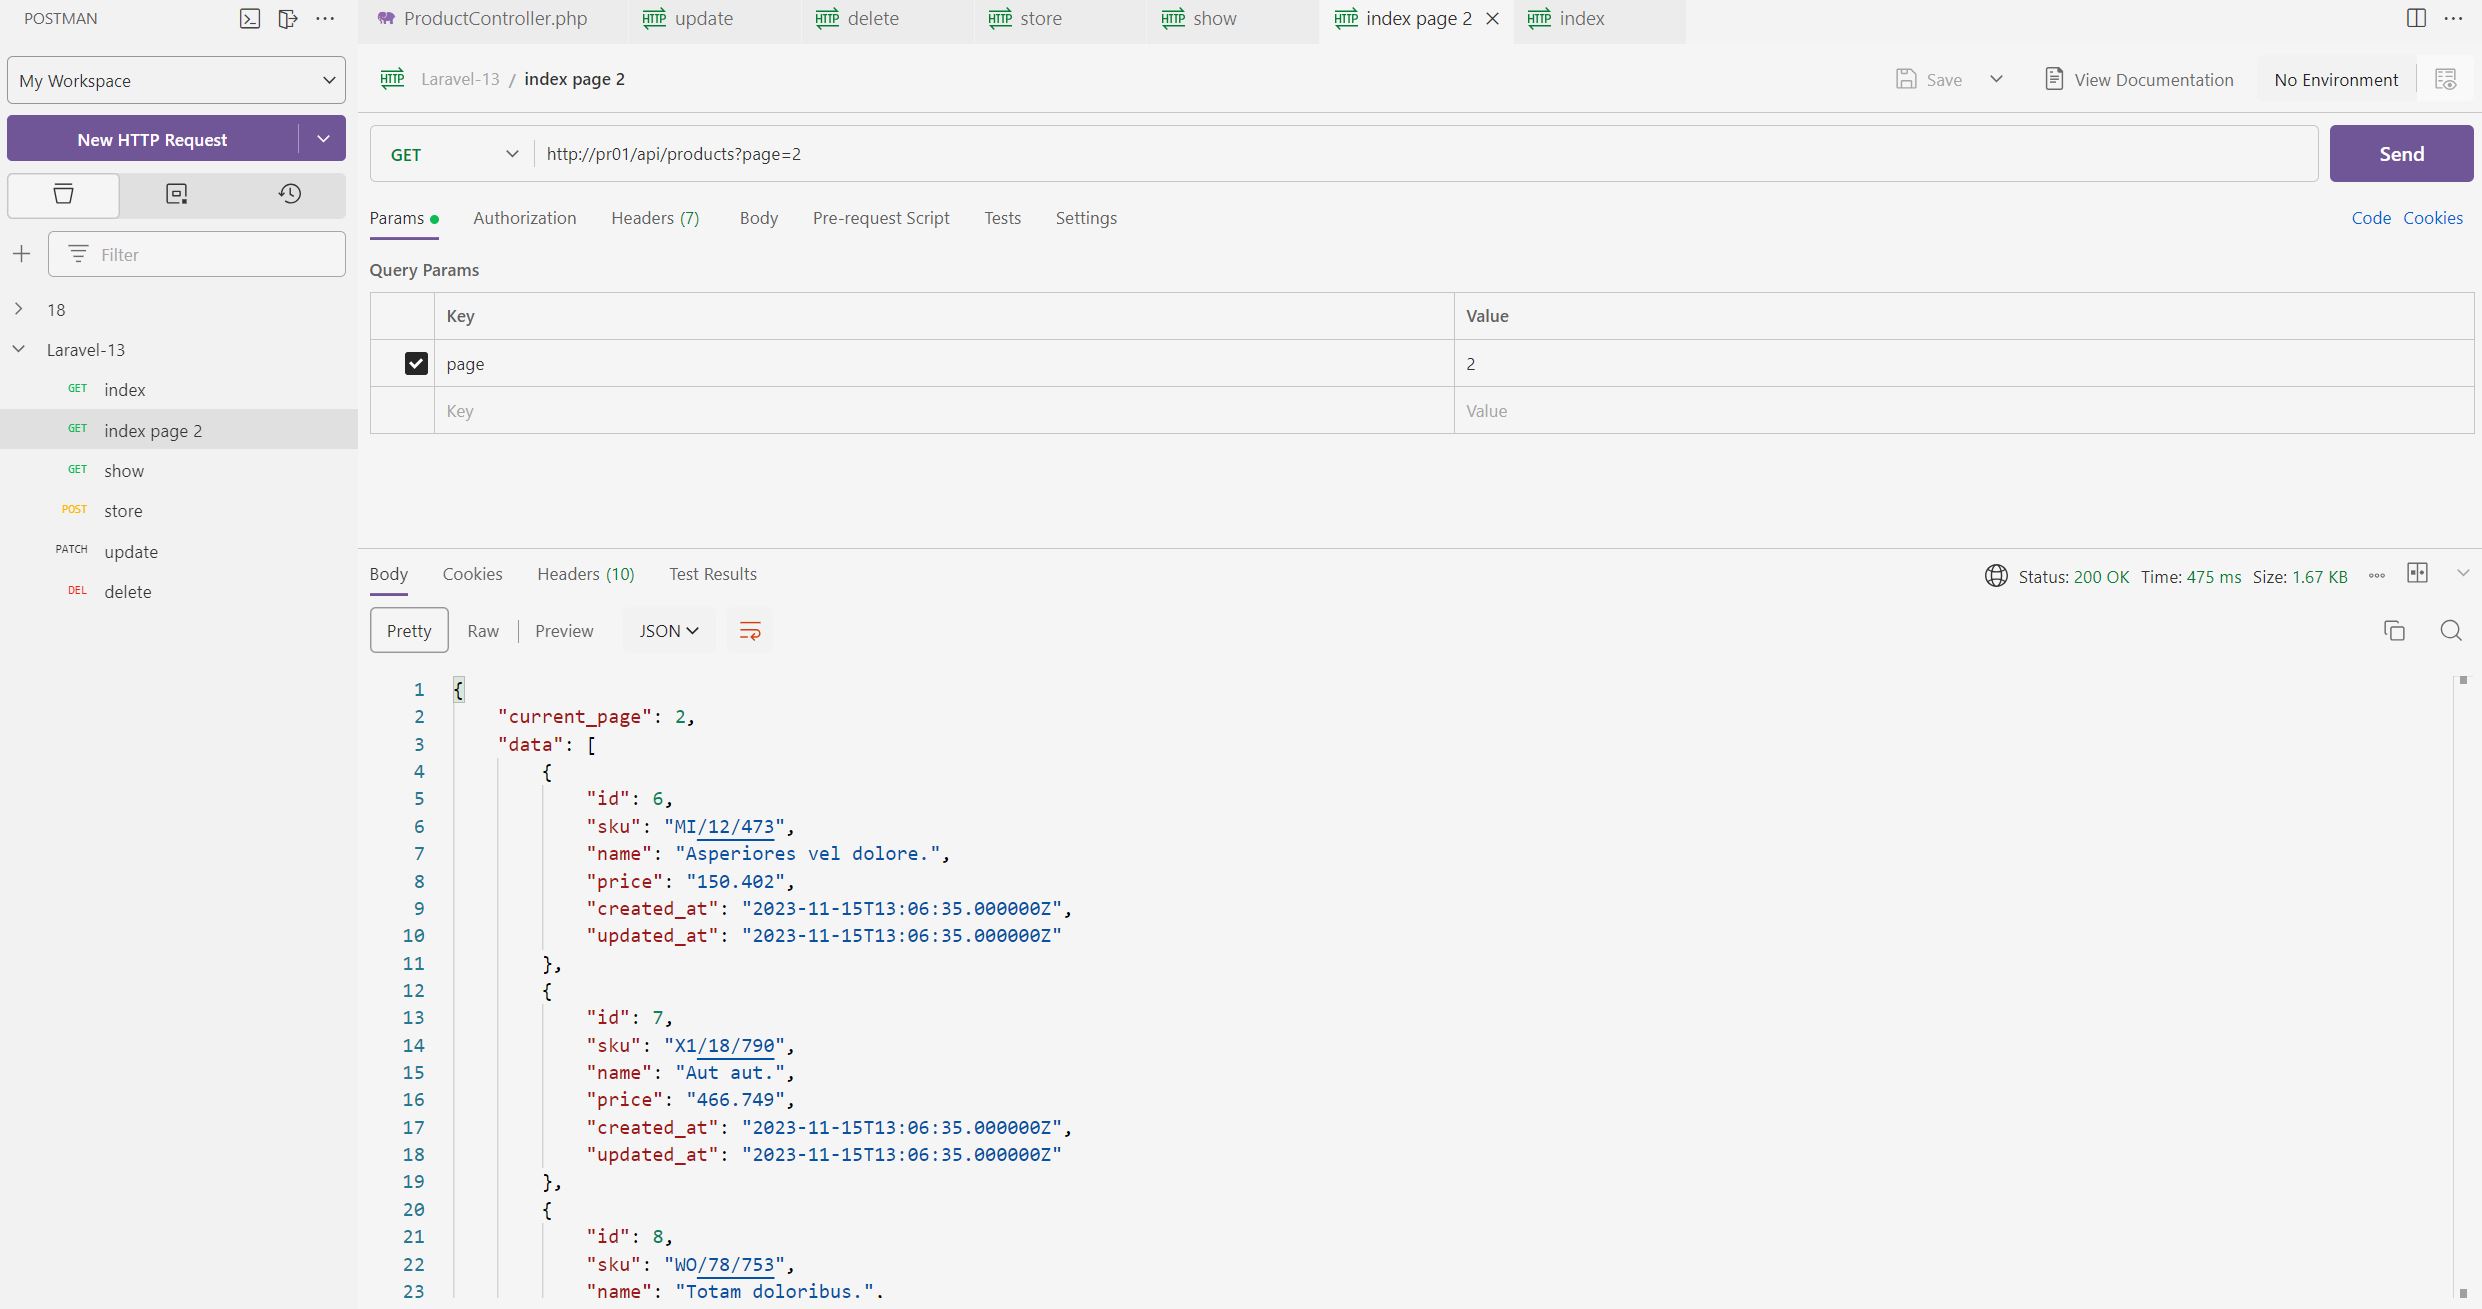 POSTMAN
ProductController.php
HTTP update
HTTP delete
HTTP store
HTTP show
HTTP index page 2
HTTP index
My Workspace
HTTP Laravel-13 / index page 2
Save
View Documentation
No Environment
New HTTP Request
GET
http://pr01/api/products?page=2
Send
Params
Authorization
Headers (7)
Body
Pre-request Script
Tests
Settings
Code
Cookies
Filter
18
Laravel-13
GET index
GET index page 2
GET show
POST store
PATCH update
DEL delete
Query Params
Key Value
page 2
Key Value
Body
Cookies
Headers (10)
Test Results
Status: 200 OK Time: 475 ms Size: 1.67 KB
Pretty
Raw
Preview
JSON
1 {
2 "current_page": 2,
3 "data": [
4 {
5 "id": 6,
6 "sku": "MI/12/473",
7 "name": "Asperiores vel dolore.",
8 "price": "150.402",
9 "created_at": "2023-11-15T13:06:35.000000Z",
10 "updated_at": "2023-11-15T13:06:35.000000Z"
11 },
12 {
13 "id": 7,
14 "sku": "X1/18/790",
15 "name": "Aut aut.",
16 "price": "466.749",
17 "created_at": "2023-11-15T13:06:35.000000Z",
18 "updated_at": "2023-11-15T13:06:35.000000Z"
19 },
20 {
21 "id": 8,
22 "sku": "WO/78/753",
23 "name": "Totam doloribus.",